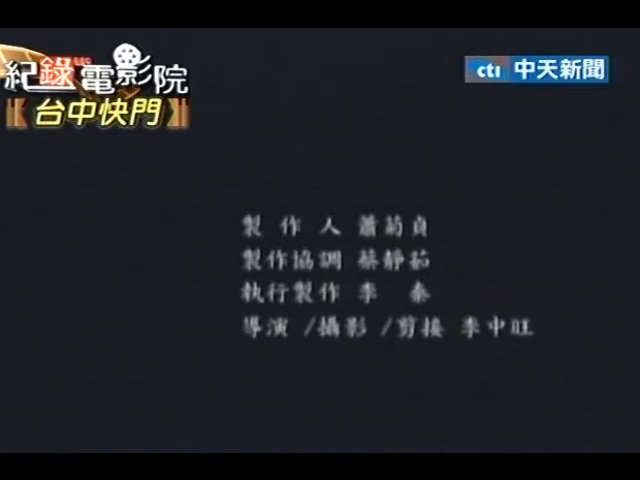 紀錄電影院
台中快門
cti 中天新聞
製 作 人 蕭菊貞
製作協調 蔡靜茹
執行製作 李 秦
導演 /攝影 /剪接 李中旺